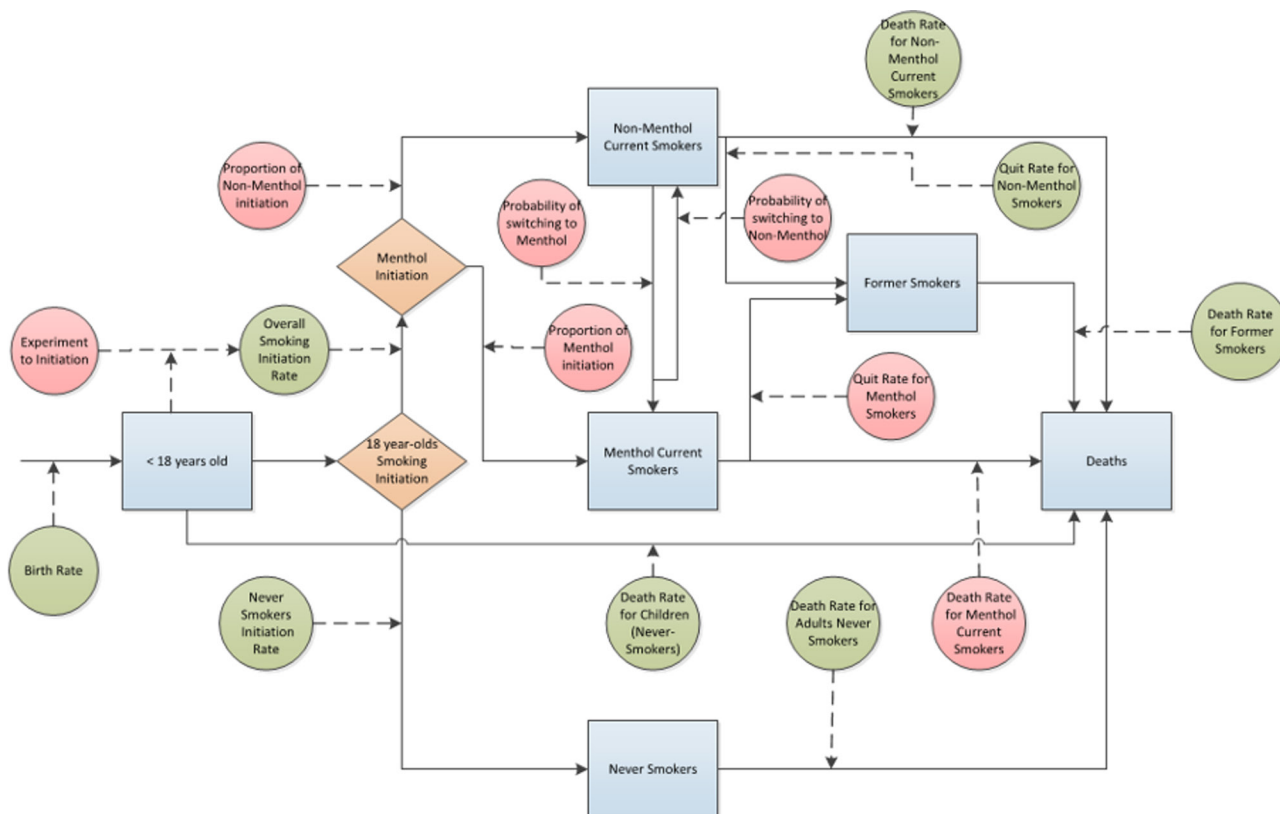 Death Rate
for Non-
Menthol
Current
Smokers
Non-Menthol
Current Smokers
Proportion of
Non-Menthol
initiation
Probability of
switching to
Menthol
Probability of
switching to
Non-Menthol
Quit Rate for
Non-Menthol
Smokers
Menthol
Initiation
Former Smokers
Experiment
to Initiation
Overall
Smoking
Initiation
Rate
Proportion of
Menthol
initiation
Death Rate
for Former
Smokers
Quit Rate for
Menthol
Smokers
< 18 years old
18 year-olds
Smoking
Initiation
Menthol Current
Smokers
Deaths
Birth Rate
Never
Smokers
Initiation
Rate
Death Rate
for Children
(Never-
Smokers)
Death Rate for
Adults Never
Smokers
Death Rate
for Menthol
Current
Smokers
Never Smokers